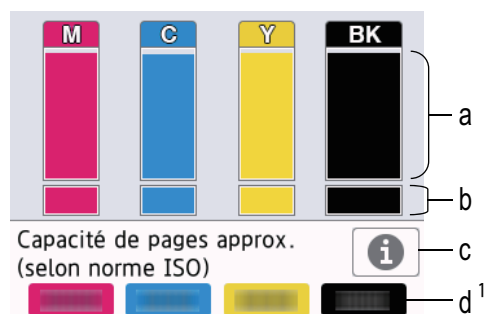 M C Y BK
a
b
Capacité de pages approx.
(selon norme ISO)
i
c
d 1